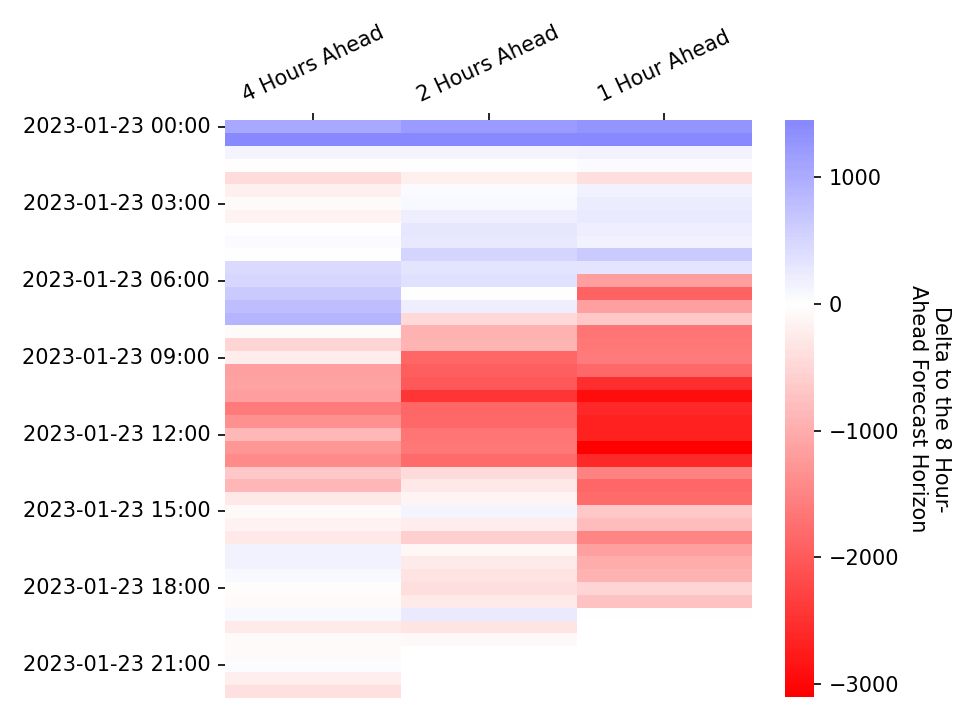 4 Hours Ahead
2 Hours Ahead
1 Hour Ahead
2023-01-23 00:00
2023-01-23 03:00
2023-01-23 06:00
2023-01-23 09:00
2023-01-23 12:00
2023-01-23 15:00
2023-01-23 18:00
2023-01-23 21:00
1000
0
−1000
−2000
−3000
Delta to the 8 Hour-
Ahead Forecast Horizon